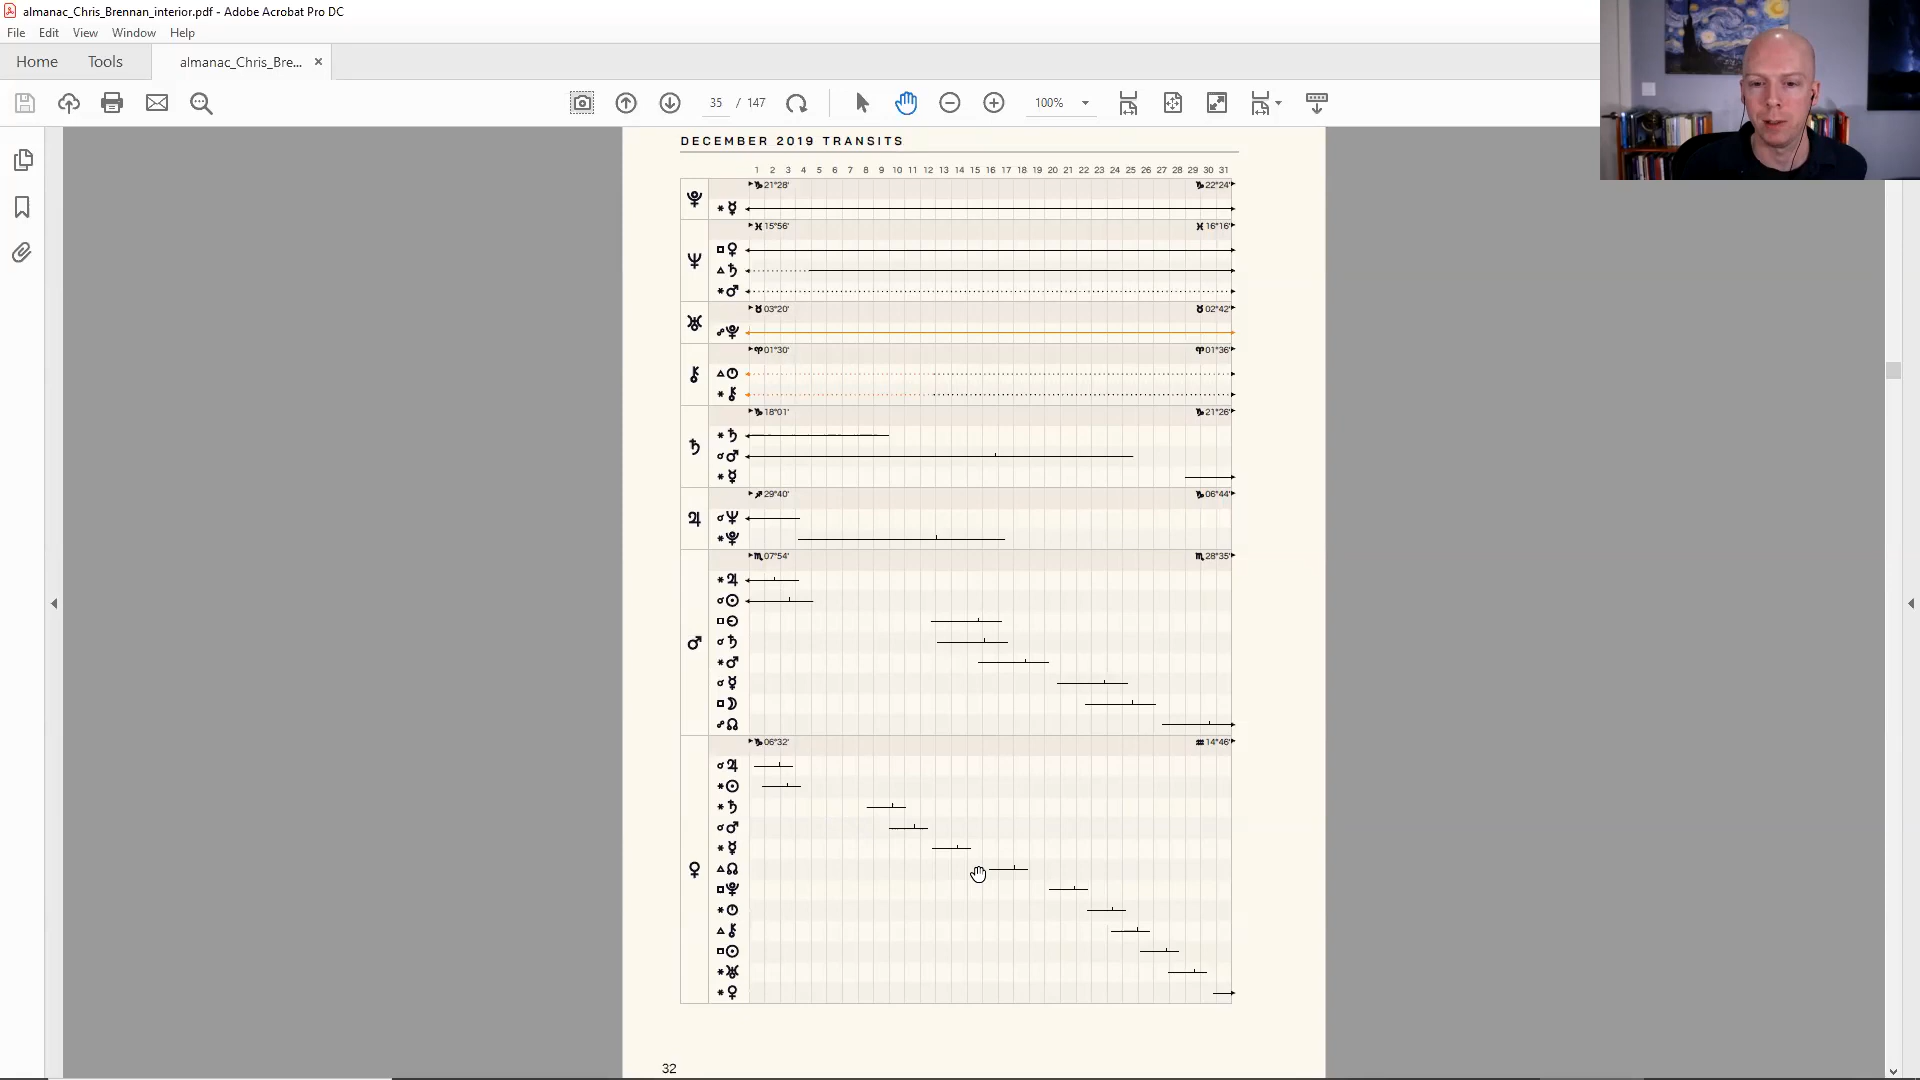 almanac_Chris_Brennan_interior.pdf - Adobe Acrobat Pro DC
File Edit View Window Help
Home Tools almanac_Chris_Bre... ×
35 / 147 100%
DECEMBER 2019 TRANSITS
1 2 3 4 5 6 7 8 9 10 11 12 13 14 15 16 17 18 19 20 21 22 23 24 25 26 27 28 29 30 31
♇ ▸♑21°28' ♑22°24'▸
⚹ ☿
♆ ▸♓15°56' ♓16°16'▸
□ ♀
△ ♄
⚹ ♂
♅ ▸♉03°20' ♉02°42'▸
☍ ♇
⚷ ▸♈01°30' ♈01°36'▸
△
⚹ ⚷
♄ ▸♑18°01' ♑21°26'▸
⚹ ♄
☌ ♂
⚹ ☿
♃ ▸♐29°40' ♑06°44'▸
☌ ♆
⚹ ♇
♂ ▸♏07°54' ♏28°35'▸
⚹ ♃
☌ ☉
□
☌ ♄
⚹ ♂
☌ ☿
□ ☽
☍ ☊
♀ ▸♑06°32' ♒14°46'▸
☌ ♃
⚹ ☉
⚹ ♄
☌ ♂
⚹ ☿
△ ☊
□ ♇
⚹
△ ⚷
□ ☉
⚹ ♅
⚹ ♀
32